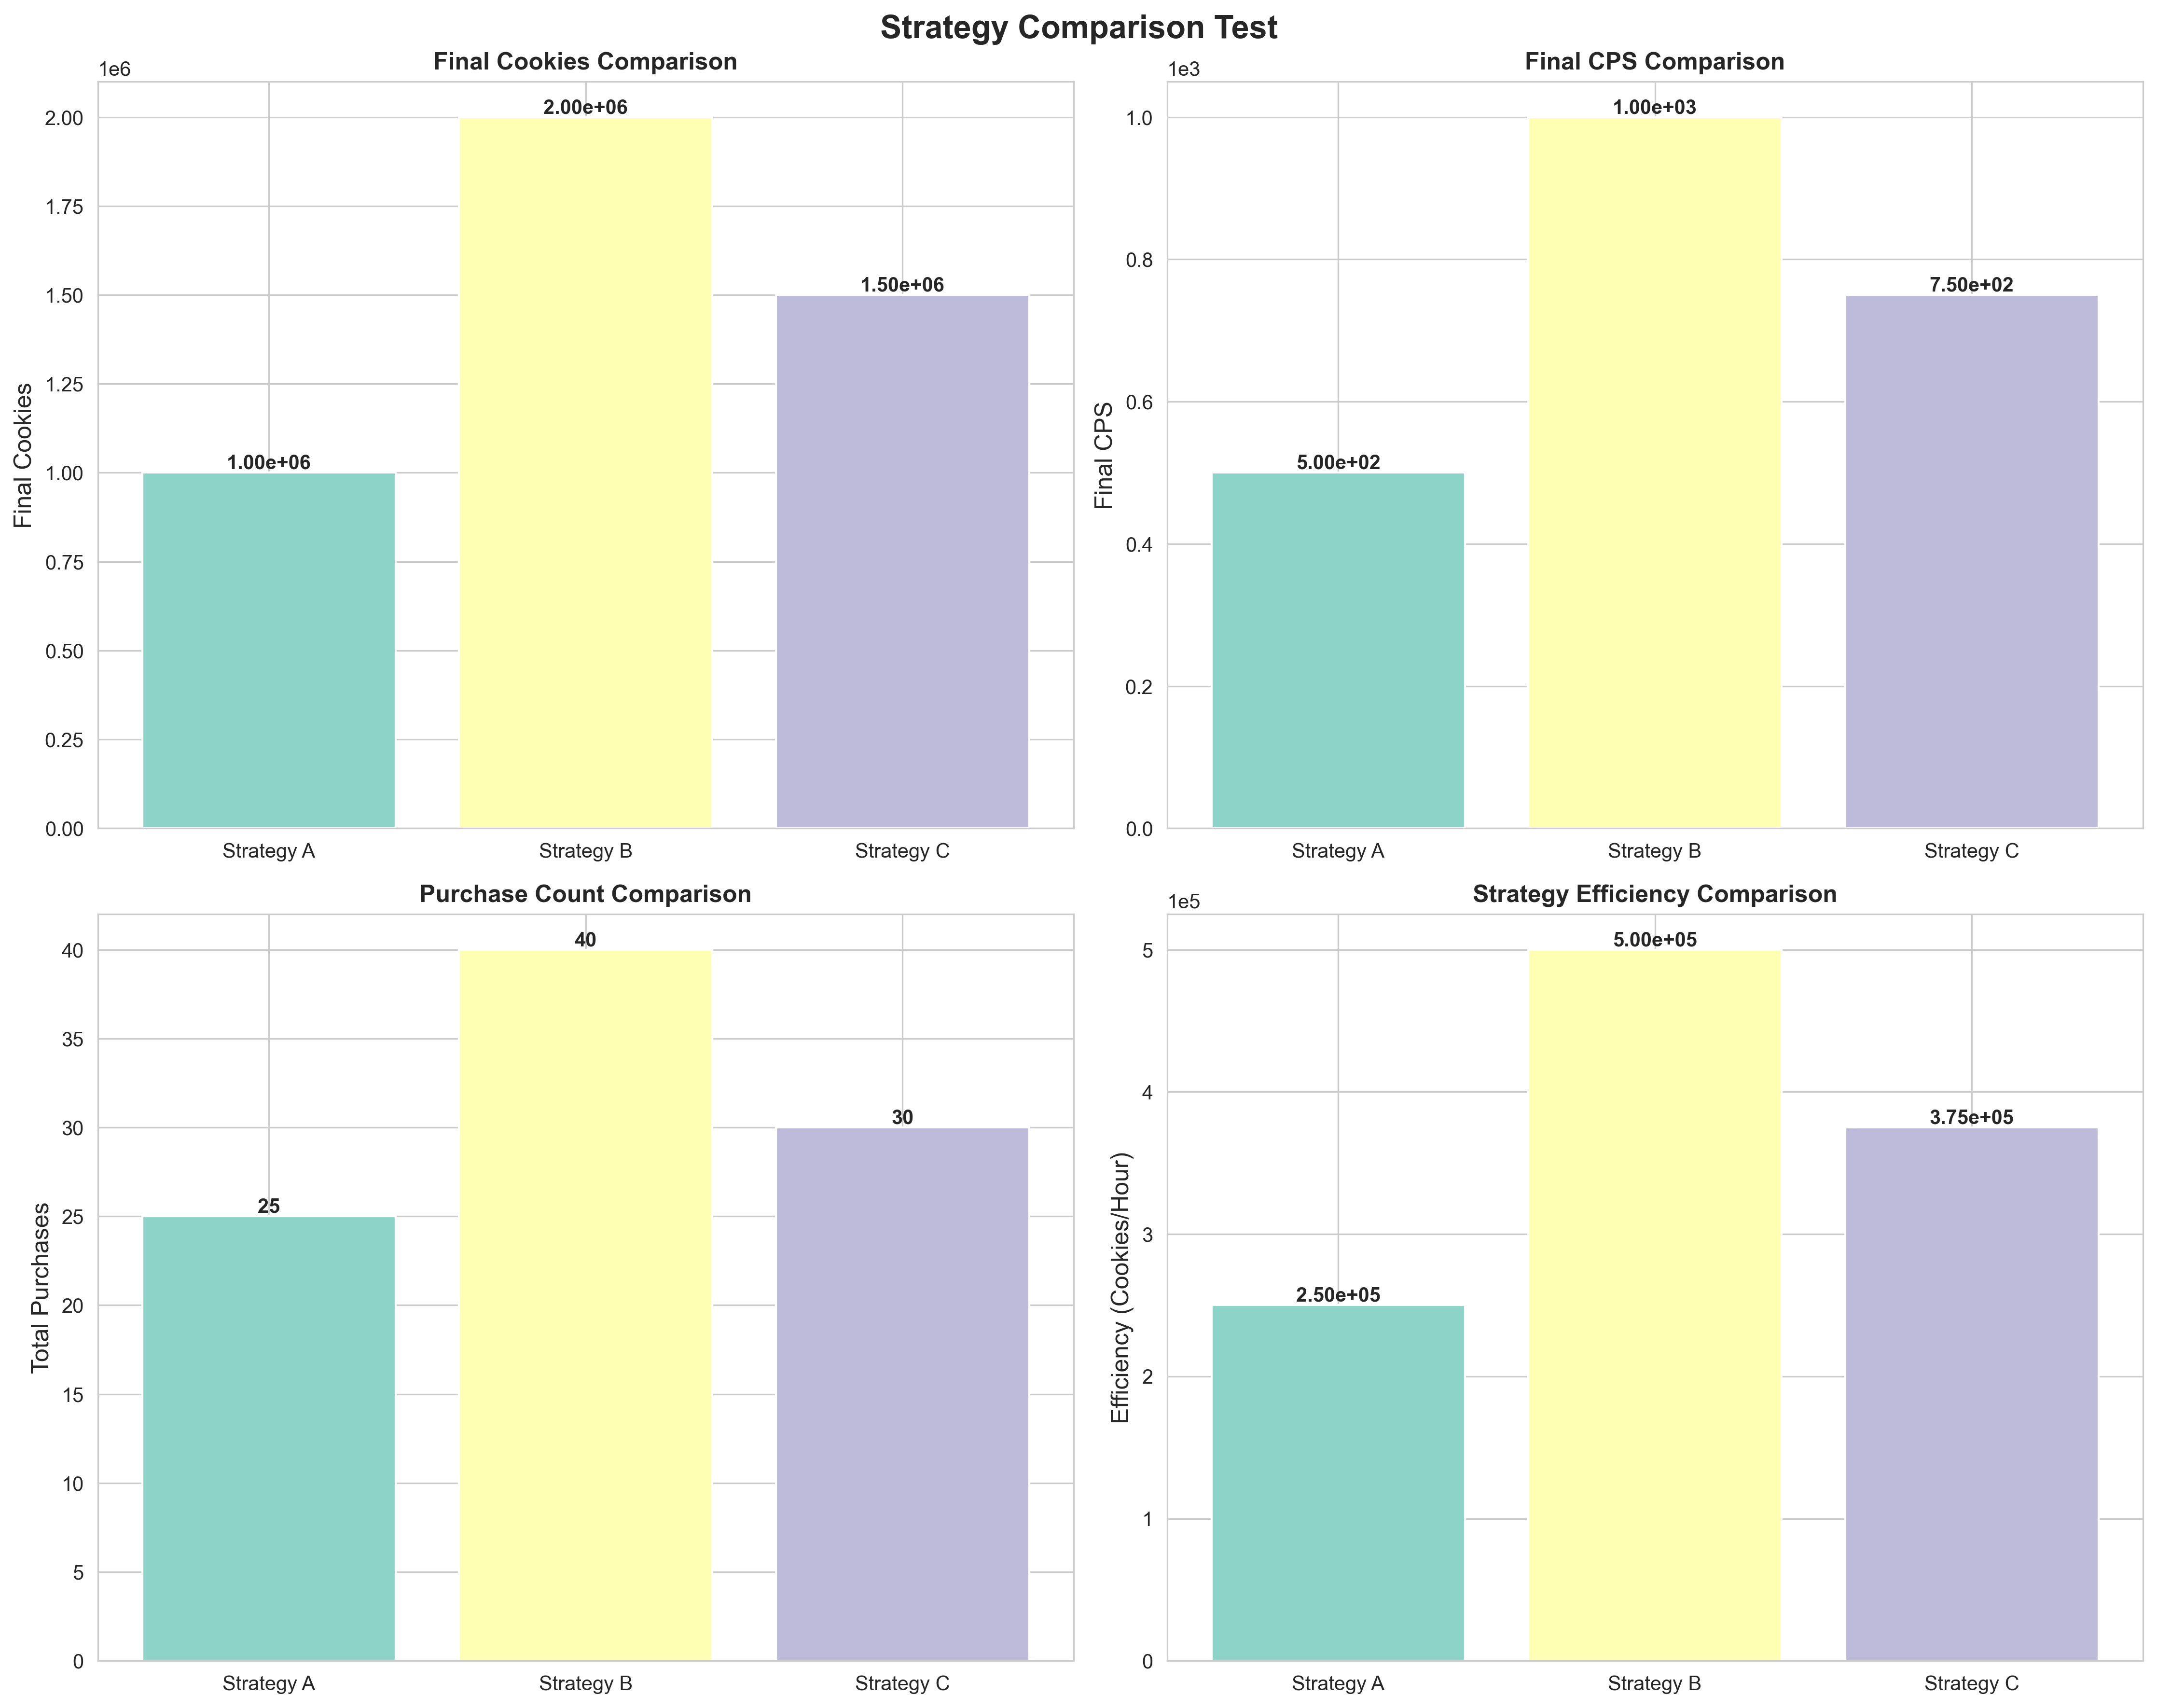 Strategy Comparison Test
Final Cookies Comparison
1e6
2.00e+06
1.50e+06
1.00e+06
2.00
1.75
1.50
1.25
1.00
0.75
0.50
0.25
0.00
Final Cookies
Strategy A
Strategy B
Strategy C
Final CPS Comparison
1e3
1.00e+03
7.50e+02
5.00e+02
1.0
0.8
0.6
0.4
0.2
0.0
Final CPS
Strategy A
Strategy B
Strategy C
Purchase Count Comparison
40
30
25
40
35
30
25
20
15
10
5
0
Total Purchases
Strategy A
Strategy B
Strategy C
Strategy Efficiency Comparison
1e5
5.00e+05
3.75e+05
2.50e+05
5
4
3
2
1
0
Efficiency (Cookies/Hour)
Strategy A
Strategy B
Strategy C